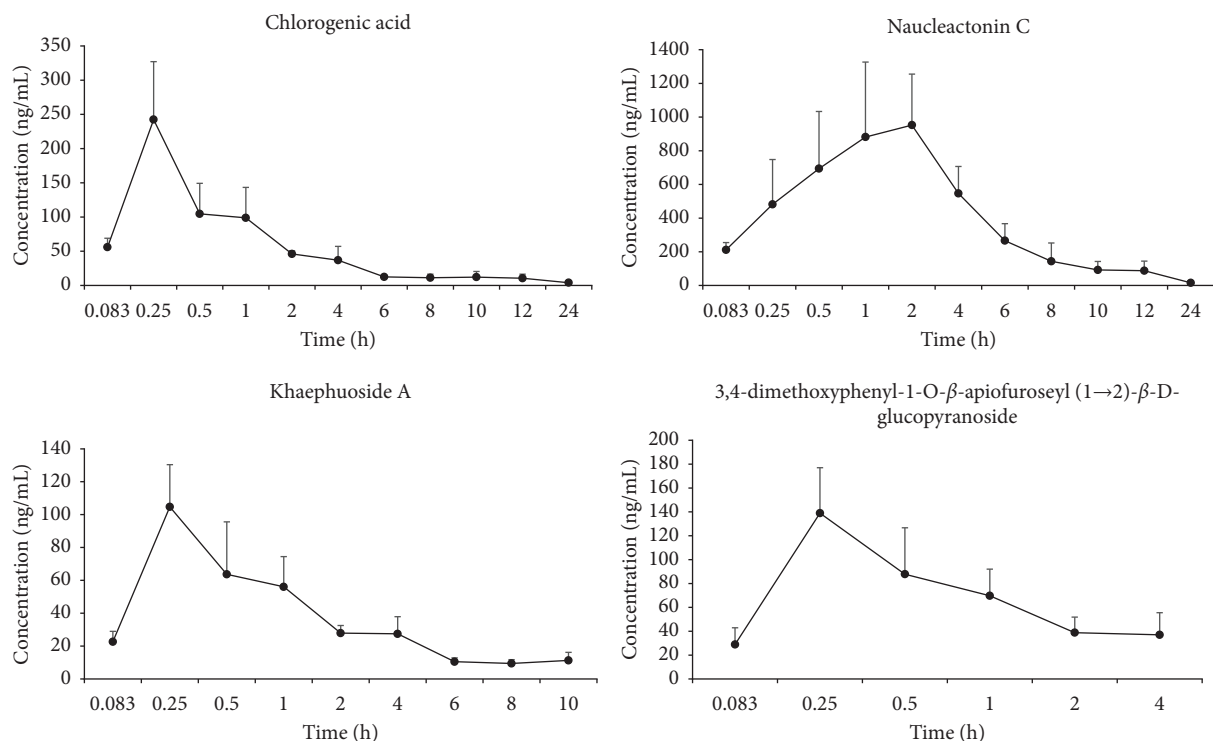 Chlorogenic acid
Concentration (ng/mL)
350
300
250
200
150
100
50
0
0.083 0.25 0.5 1 2 4 6 8 10 12 24
Time (h)
Naucleactonin C
Concentration (ng/mL)
1400
1200
1000
800
600
400
200
0
0.083 0.25 0.5 1 2 4 6 8 10 12 24
Time (h)
Khaephuoside A
Concentration (ng/mL)
140
120
100
80
60
40
20
0
0.083 0.25 0.5 1 2 4 6 8 10
Time (h)
3,4-dimethoxyphenyl-1-O-β-apiofuroseyl (1→2)-β-D-
glucopyranoside
Concentration (ng/mL)
200
180
160
140
120
100
80
60
40
20
0
0.083 0.25 0.5 1 2 4
Time (h)